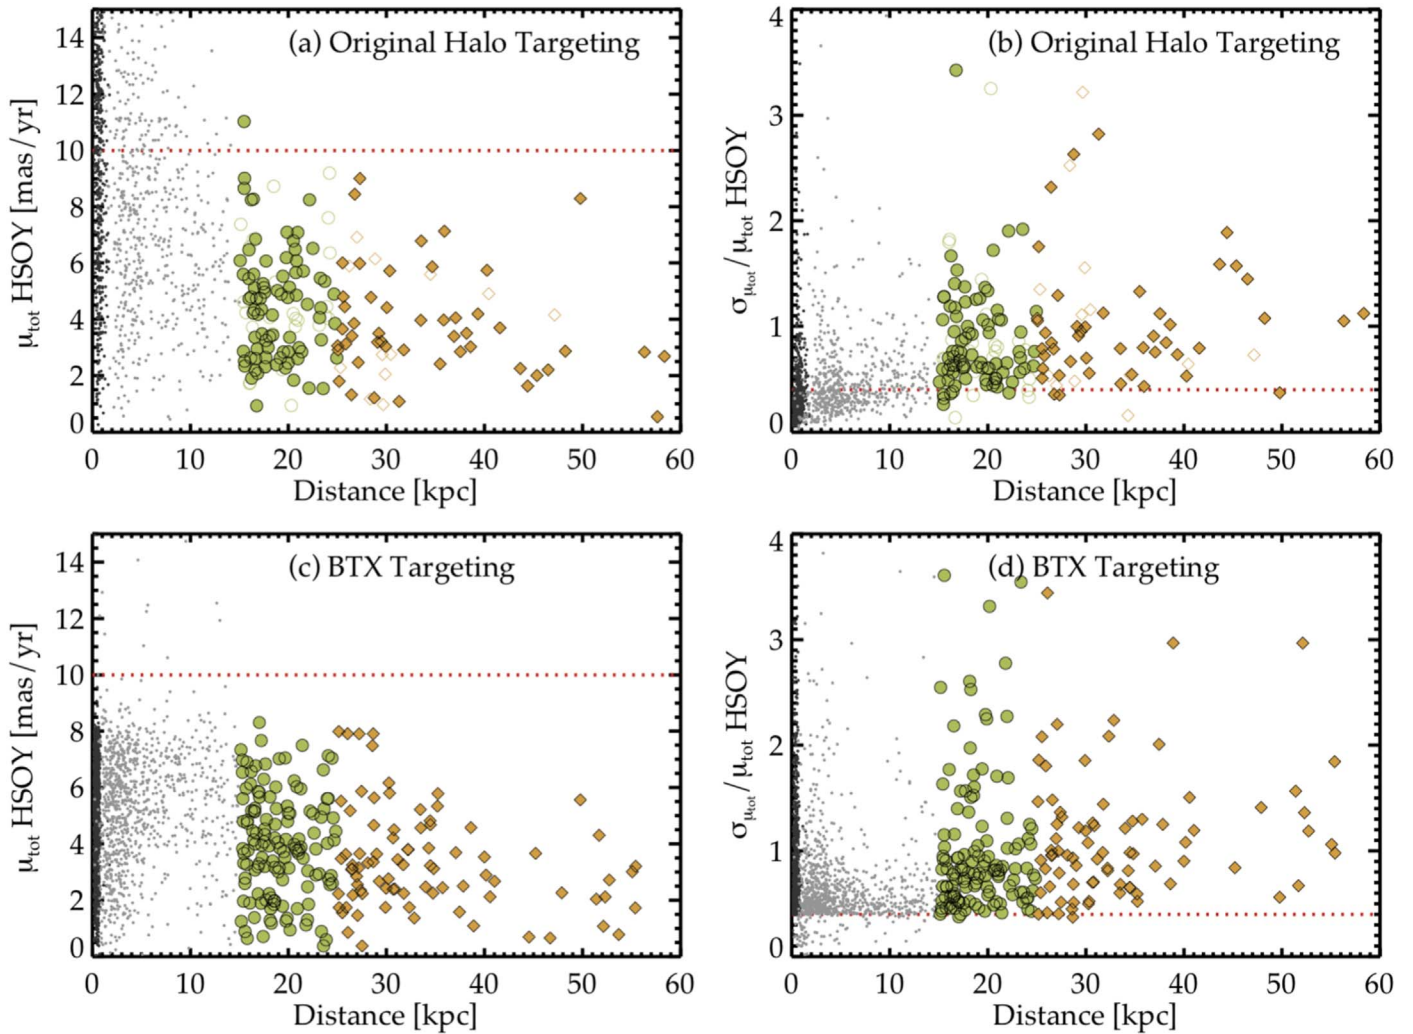 (a) Original Halo Targeting
μtot HSOY [mas/yr]
14
12
10
8
6
4
2
0
0 10 20 30 40 50 60
Distance [kpc]
(b) Original Halo Targeting
σμtot/μtot HSOY
4
3
2
1
0
0 10 20 30 40 50 60
Distance [kpc]
(c) BTX Targeting
μtot HSOY [mas/yr]
14
12
10
8
6
4
2
0
0 10 20 30 40 50 60
Distance [kpc]
(d) BTX Targeting
σμtot/μtot HSOY
4
3
2
1
0
0 10 20 30 40 50 60
Distance [kpc]